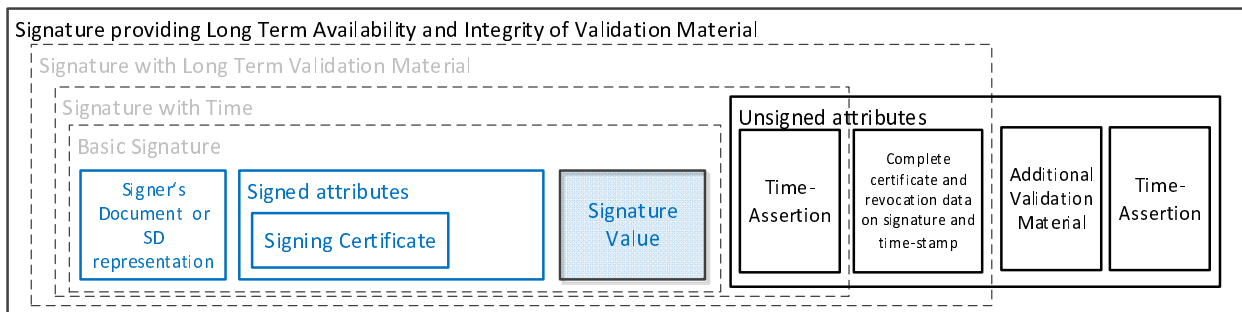 Signature providing Long Term Availability and Integrity of Validation Material
Signature with Long Term Validation Material
Signature with Time
Basic Signature
Signer's
Document or
SD
representation
Signed attributes
Signing Certificate
Signature
Value
Unsigned attributes
Time-
Assertion
Complete
certificate and
revocation data
on signature and
time-stamp
Additional
Validation
Material
Time-
Assertion